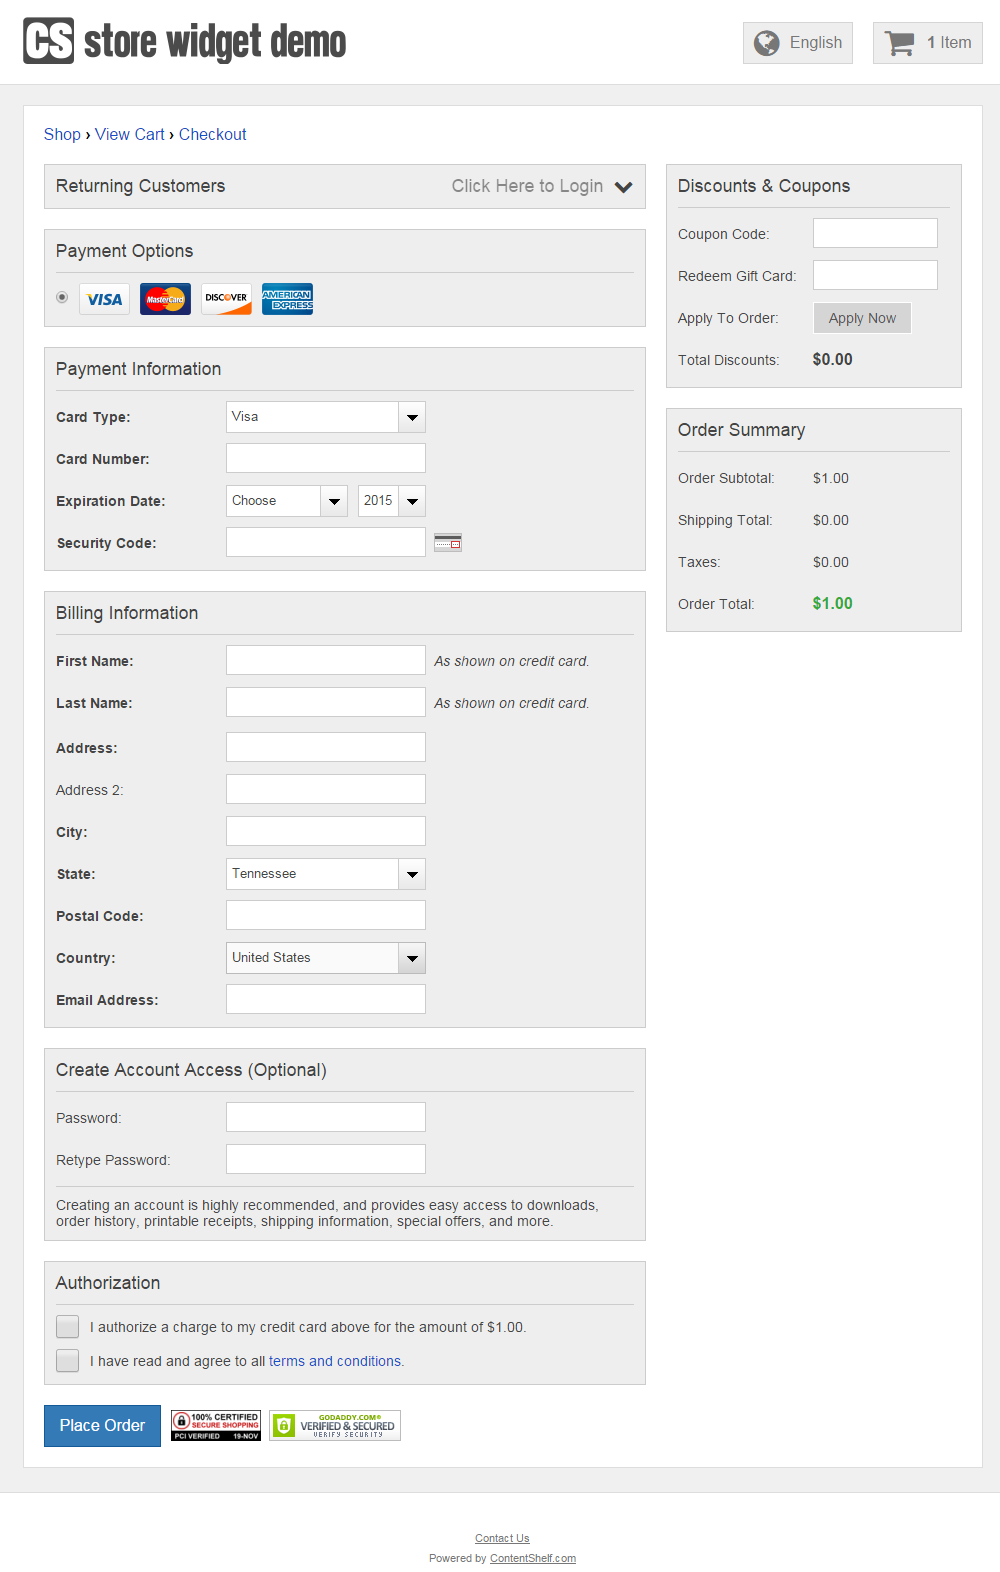 CS store widget demo
English
1 Item
Shop › View Cart › Checkout
Returning Customers
Click Here to Login
Payment Options
VISA
MasterCard
DISCOVER
AMERICAN EXPRESS
Payment Information
Card Type:
Visa
Card Number:
Expiration Date:
Choose
2015
Security Code:
Billing Information
First Name:
As shown on credit card.
Last Name:
As shown on credit card.
Address:
Address 2:
City:
State:
Tennessee
Postal Code:
Country:
United States
Email Address:
Create Account Access (Optional)
Password:
Retype Password:
Creating an account is highly recommended, and provides easy access to downloads,
order history, printable receipts, shipping information, special offers, and more.
Authorization
I authorize a charge to my credit card above for the amount of $1.00.
I have read and agree to all terms and conditions.
Place Order
100% CERTIFIED
SECURE SHOPPING
PCI VERIFIED 19-NOV
GODADDY.COM®
VERIFIED & SECURED
VERIFY SECURITY
Discounts & Coupons
Coupon Code:
Redeem Gift Card:
Apply To Order:
Apply Now
Total Discounts:
$0.00
Order Summary
Order Subtotal:
$1.00
Shipping Total:
$0.00
Taxes:
$0.00
Order Total:
$1.00
Contact Us
Powered by ContentShelf.com